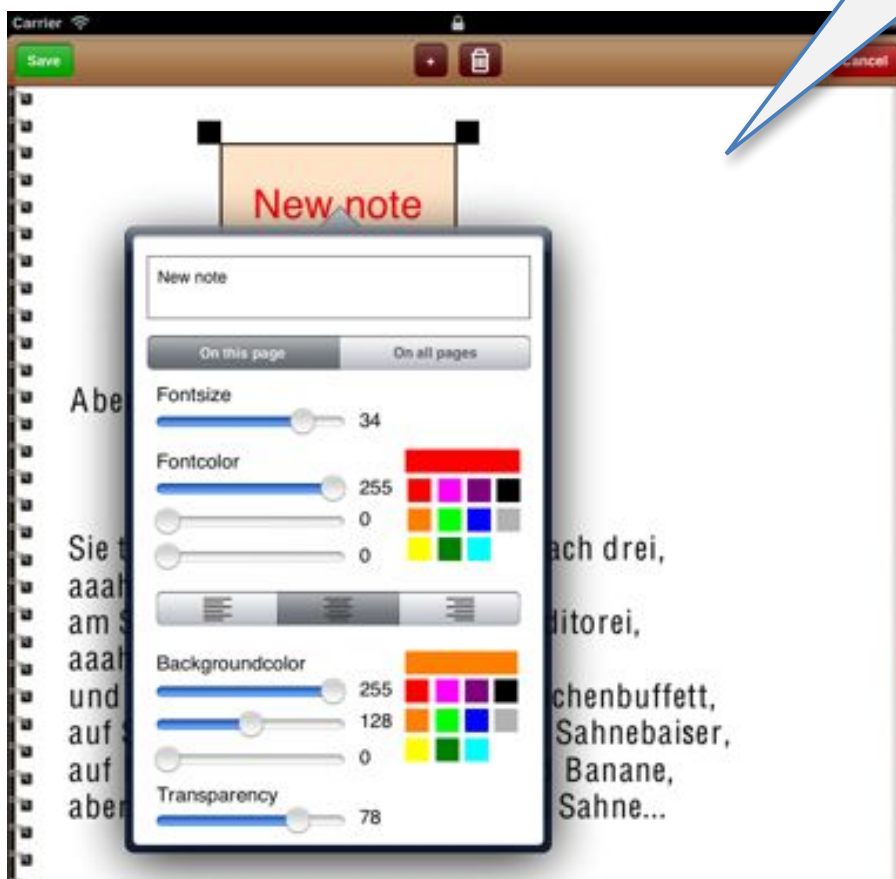 Carrier
Save + Cancel
New note
New note
On this page On all pages
Abe
Fontsize
34
Fontcolor
255
0
0
Sie t ach drei,
aaah
am S ditorei,
aaah
Backgroundcolor
255
und chenbuffett,
128
auf S Sahnebaiser,
0
auf Banane,
Transparency
aber Sahne...
78